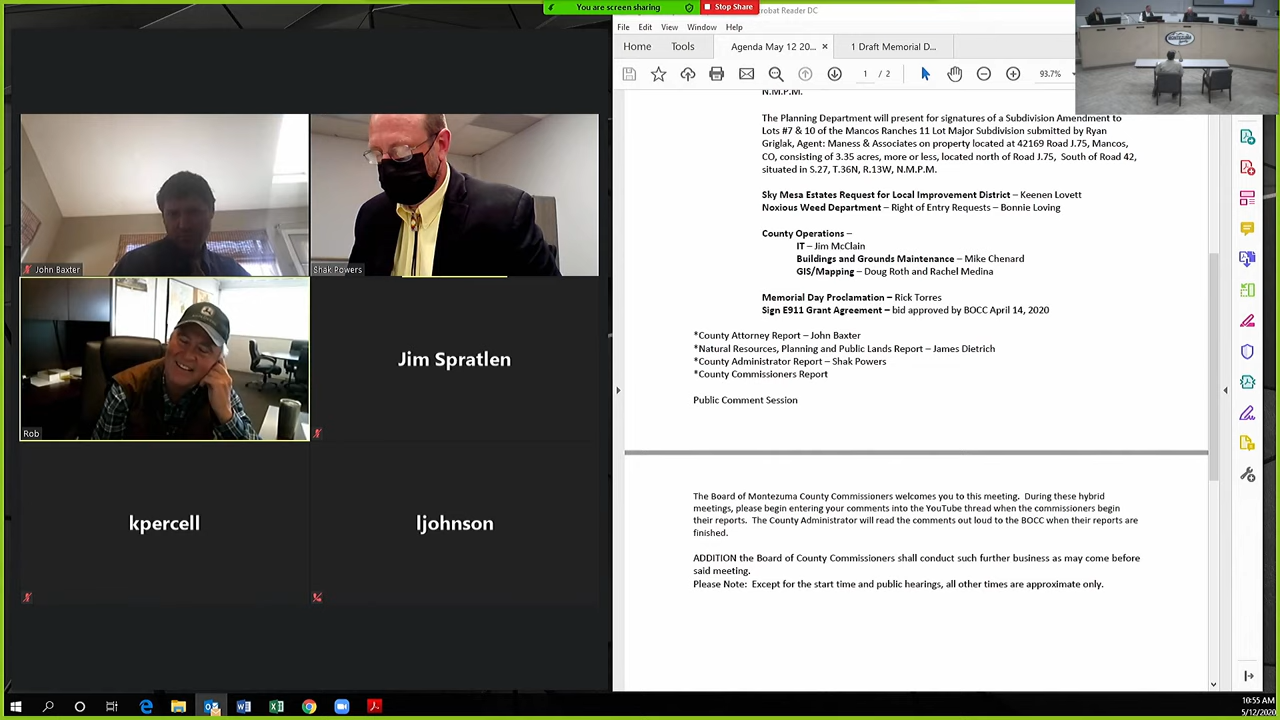 You are screen sharing
Stop Share
robat Reader DC
File Edit View Window Help
Home Tools Agenda May 12 20... × 1 Draft Memorial D...
1 / 2 93.7%
MONTEZUMA
N.M.P.M.
The Planning Department will present for signatures of a Subdivision Amendment to
Lots #7 & 10 of the Mancos Ranches 11 Lot Major Subdivision submitted by Ryan
Griglak, Agent: Maness & Associates on property located at 42169 Road J.75, Mancos,
CO, consisting of 3.35 acres, more or less, located north of Road J.75, South of Road 42,
situated in S.27, T.36N, R.13W, N.M.P.M.
Sky Mesa Estates Request for Local Improvement District – Keenen Lovett
Noxious Weed Department – Right of Entry Requests – Bonnie Loving
County Operations –
IT – Jim McClain
Buildings and Grounds Maintenance – Mike Chenard
GIS/Mapping – Doug Roth and Rachel Medina
Memorial Day Proclamation – Rick Torres
Sign E911 Grant Agreement – bid approved by BOCC April 14, 2020
*County Attorney Report – John Baxter
*Natural Resources, Planning and Public Lands Report – James Dietrich
*County Administrator Report – Shak Powers
*County Commissioners Report
Public Comment Session
The Board of Montezuma County Commissioners welcomes you to this meeting. During these hybrid
meetings, please begin entering your comments into the YouTube thread when the commissioners begin
their reports. The County Administrator will read the comments out loud to the BOCC when their reports are
finished.
ADDITION the Board of County Commissioners shall conduct such further business as may come before
said meeting.
Please Note: Except for the start time and public hearings, all other times are approximate only.
John Baxter
Shak Powers
Rob
Jim Spratlen
kpercell
ljohnson
10:55 AM
5/12/2020